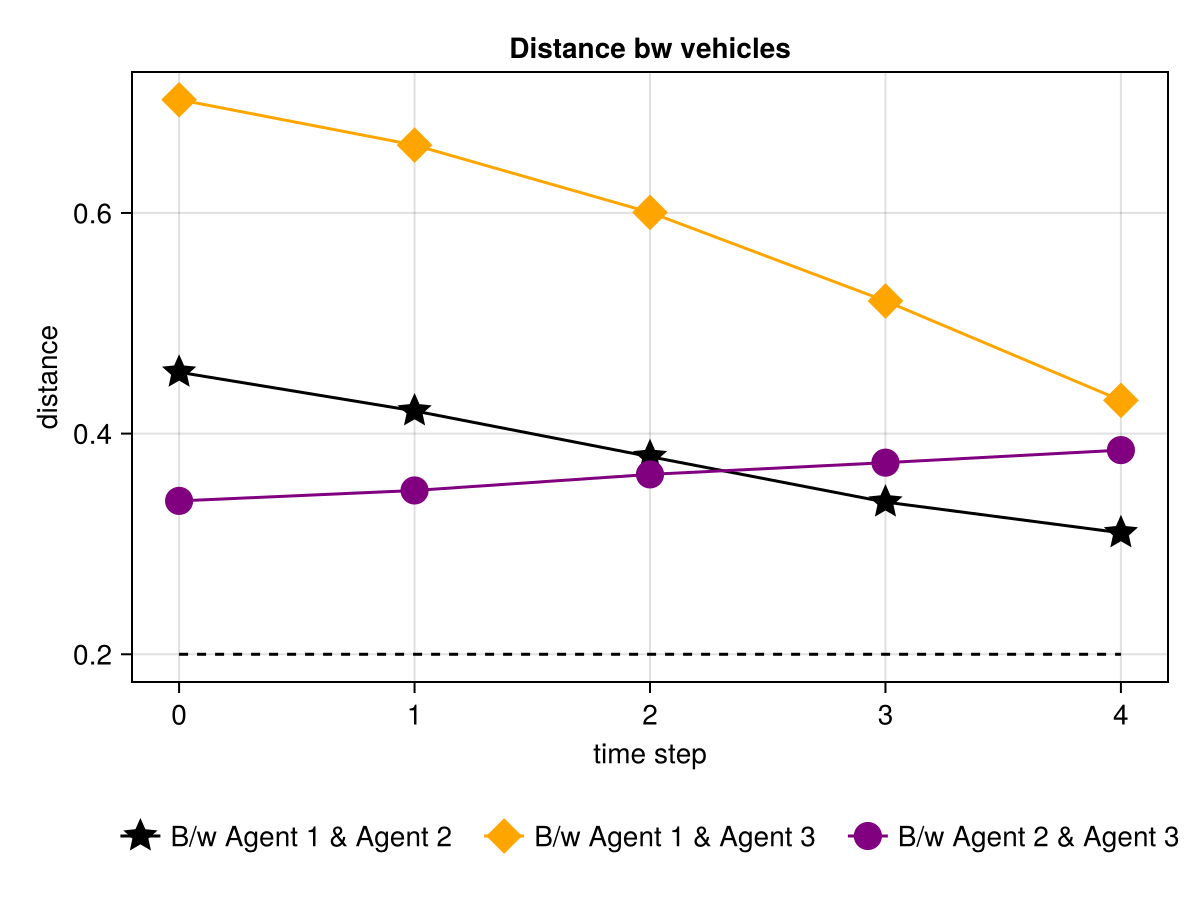 Distance bw vehicles
distance
0.6
0.4
0.2
0 1 2 3 4
time step
B/w Agent 1 & Agent 2 B/w Agent 1 & Agent 3 B/w Agent 2 & Agent 3